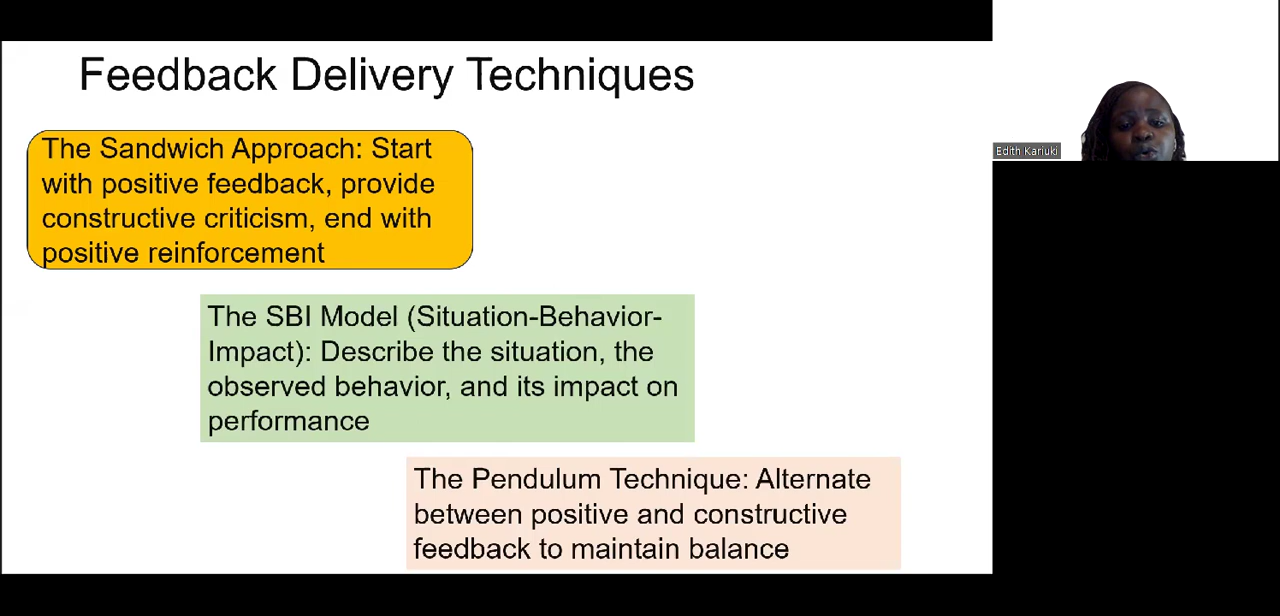 Feedback Delivery Techniques
The Sandwich Approach: Start
with positive feedback, provide
constructive criticism, end with
positive reinforcement
The SBI Model (Situation-Behavior-
Impact): Describe the situation, the
observed behavior, and its impact on
performance
The Pendulum Technique: Alternate
between positive and constructive
feedback to maintain balance
Edith Kariuki